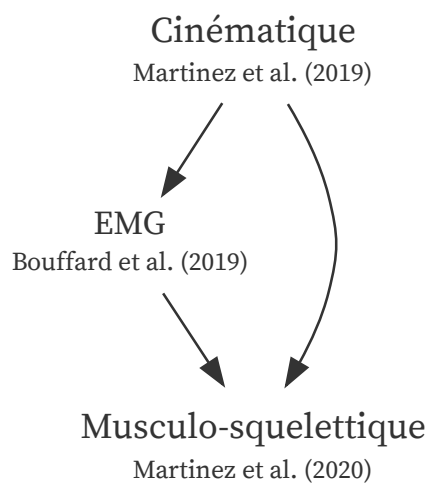 Cinématique
Martinez et al. (2019)
EMG
Bouffard et al. (2019)
Musculo-squelettique
Martinez et al. (2020)